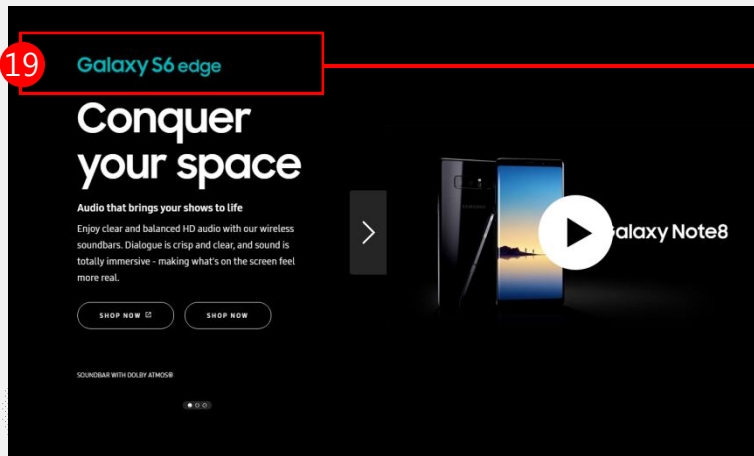 19
Galaxy S6 edge
Conquer
your space
Audio that brings your shows to life
Enjoy clear and balanced HD audio with our wireless
soundbars. Dialogue is crisp and clear, and sound is
totally immersive - making what's on the screen feel
more real.
SHOP NOW
SHOP NOW
SOUNDBAR WITH DOLBY ATMOS®
SAMSUNG
alaxy Note8